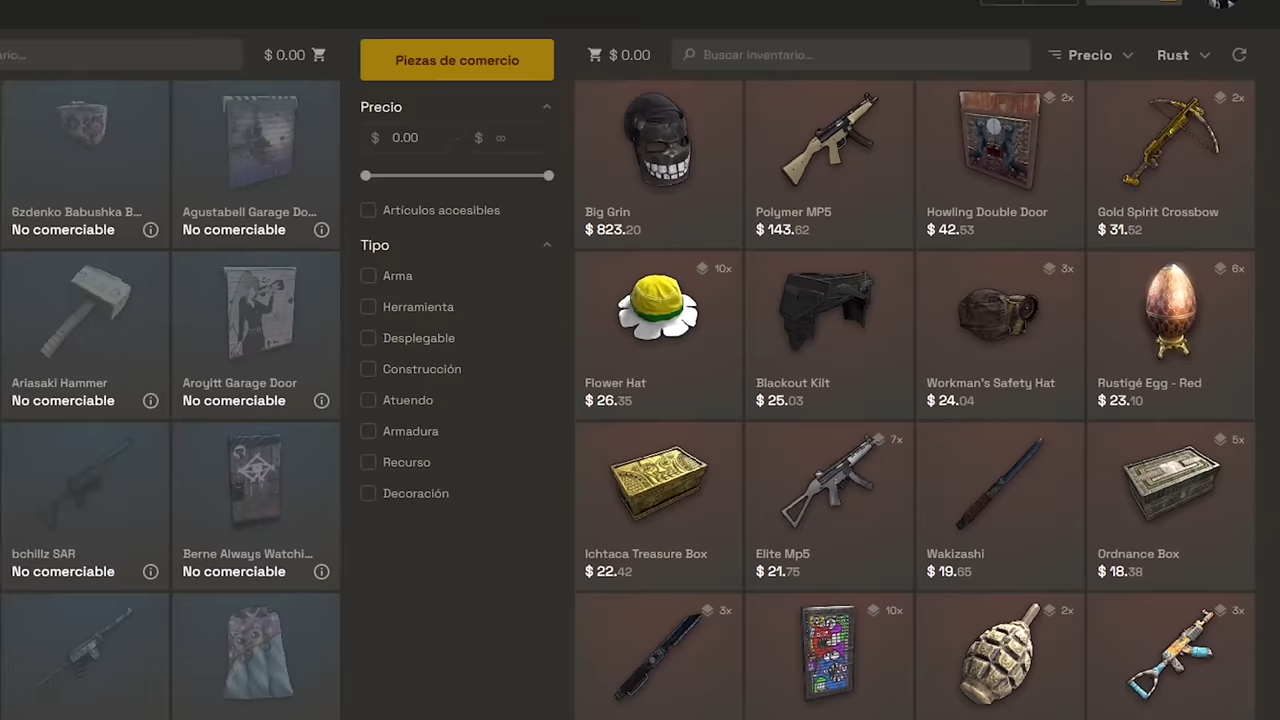 ario...
$ 0.00
Piezas de comercio
$ 0.00
Buscar inventario...
Precio
Rust
6zdenko Babushka B...
No comerciable
Agustabell Garage Do...
No comerciable
Ariasaki Hammer
No comerciable
Aroyitt Garage Door
No comerciable
bchillz SAR
No comerciable
Berne Always Watchi...
No comerciable
Precio
$ 0.00
$ ∞
Artículos accesibles
Tipo
Arma
Herramienta
Desplegable
Construcción
Atuendo
Armadura
Recurso
Decoración
Big Grin
$ 823.20
Polymer MP5
$ 143.62
2x
Howling Double Door
$ 42.53
2x
Gold Spirit Crossbow
$ 31.52
10x
Flower Hat
$ 26.35
Blackout Kilt
$ 25.03
3x
Workman's Safety Hat
$ 24.04
6x
Rustigé Egg - Red
$ 23.10
Ichtaca Treasure Box
$ 22.42
7x
Elite Mp5
$ 21.75
Wakizashi
$ 19.65
5x
Ordnance Box
$ 18.38
3x
10x
2x
3x